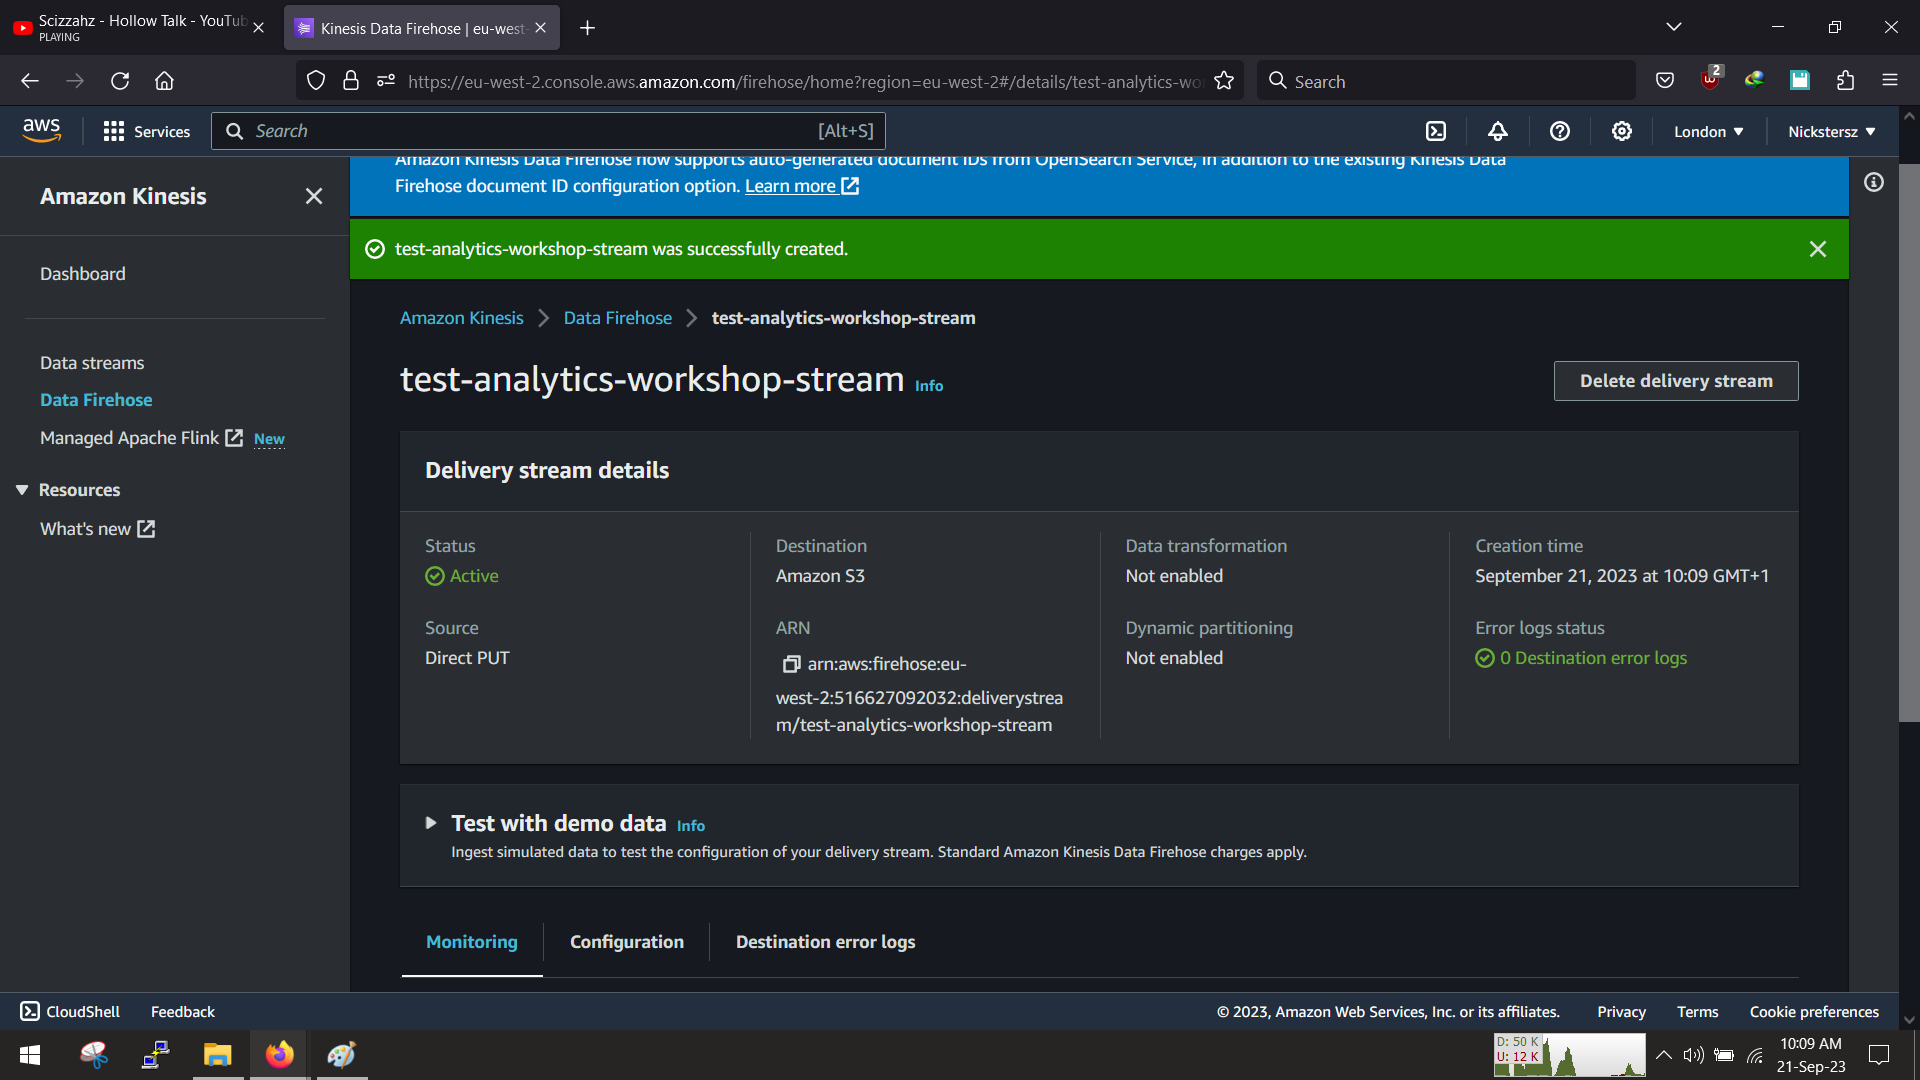 Scizzahz - Hollow Talk - YouTub
PLAYING
Kinesis Data Firehose | eu-west-
https://eu-west-2.console.aws.amazon.com/firehose/home?region=eu-west-2#/details/test-analytics-wo
Search
2
aws
Services
Search
[Alt+S]
London
Nickstersz
Amazon Kinesis
Dashboard
Data streams
Data Firehose
Managed Apache Flink New
Resources
What's new
Amazon Kinesis Data Firehose now supports auto-generated document IDs from OpenSearch Service, in addition to the existing Kinesis Data
Firehose document ID configuration option. Learn more
test-analytics-workshop-stream was successfully created.
Amazon Kinesis Data Firehose test-analytics-workshop-stream
test-analytics-workshop-stream Info
Delete delivery stream
Delivery stream details
Status
Active
Source
Direct PUT
Destination
Amazon S3
ARN
arn:aws:firehose:eu-
west-2:516627092032:deliverystrea
m/test-analytics-workshop-stream
Data transformation
Not enabled
Dynamic partitioning
Not enabled
Creation time
September 21, 2023 at 10:09 GMT+1
Error logs status
0 Destination error logs
Test with demo data Info
Ingest simulated data to test the configuration of your delivery stream. Standard Amazon Kinesis Data Firehose charges apply.
Monitoring
Configuration
Destination error logs
CloudShell
Feedback
© 2023, Amazon Web Services, Inc. or its affiliates.
Privacy
Terms
Cookie preferences
D: 50 K
U: 12 K
10:09 AM
21-Sep-23